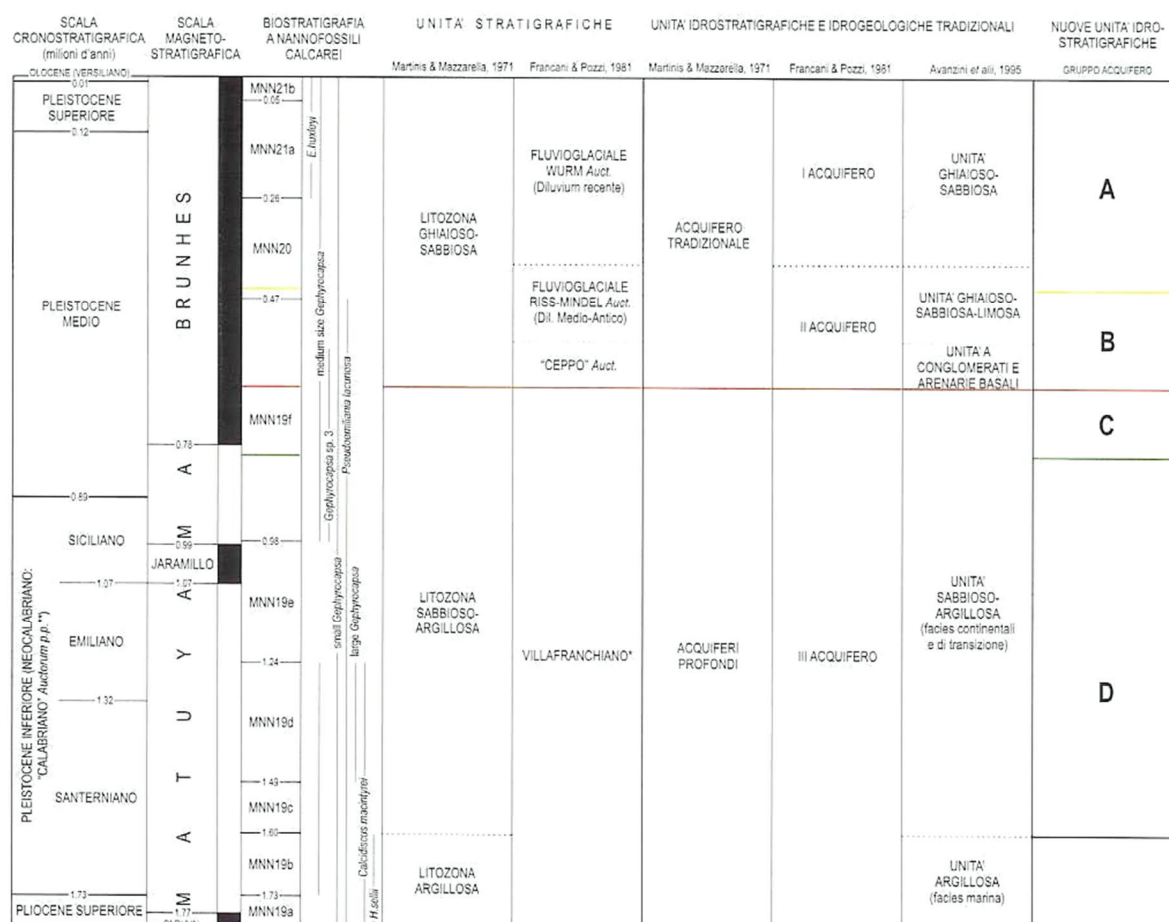 SCALA
CRONOSTRATIGRAFICA
(milioni d'anni)
SCALA
MAGNETO-
STRATIGRAFICA
BIOSTRATIGRAFIA
A NANNOFOSSILI
CALCAREI
UNITA' STRATIGRAFICHE
UNITA' IDROSTRATIGRAFICHE E IDROGEOLOGICHE TRADIZIONALI
NUOVE UNITA' IDRO-
STRATIGRAFICHE
Martinis & Mazzarella, 1971
Francani & Pozzi, 1981
Martinis & Mazzarella, 1971
Francani & Pozzi, 1981
Avanzini et alii, 1995
GRUPPO ACQUIFERO
OLOCENE (VERSILIANO)
0.01
PLEISTOCENE
SUPERIORE
0.12
PLEISTOCENE
MEDIO
0.89
SICILIANO
1.07
EMILIANO
1.32
SANTERNIANO
1.73
PLIOCENE SUPERIORE
PLEISTOCENE INFERIORE (NEOCALABRIANO:
"CALABRIANO" Auctorum p.p.**)
BRUNHES
0.78
MATUYAMA
0.99
JARAMILLO
1.07
1.77
MNN21b
0.05
MNN21a
0.26
MNN20
0.47
MNN19f
0.98
MNN19e
1.24
MNN19d
1.49
MNN19c
1.60
MNN19b
1.73
MNN19a
E.huxleyi
medium size Gephyrocapsa
Gephyrocapsa sp. 3
Pseudoemiliania lacunosa
small Gephyrocapsa
large Gephyrocapsa
Calcidiscus macintyrei
H.sellii
LITOZONA
GHIAIOSO-
SABBIOSA
LITOZONA
SABBIOSO-
ARGILLOSA
LITOZONA
ARGILLOSA
FLUVIOGLACIALE
WURM Auct.
(Diluvium recente)
FLUVIOGLACIALE
RISS-MINDEL Auct.
(Dil. Medio-Antico)
"CEPPO" Auct.
VILLAFRANCHIANO*
ACQUIFERO
TRADIZIONALE
ACQUIFERI
PROFONDI
I ACQUIFERO
II ACQUIFERO
III ACQUIFERO
UNITA'
GHIAIOSO-
SABBIOSA
UNITA' GHIAIOSO-
SABBIOSA-LIMOSA
UNITA' A
CONGLOMERATI E
ARENARIE BASALI
UNITA'
SABBIOSO-
ARGILLOSA
(facies continentali
e di transizione)
UNITA'
ARGILLOSA
(facies marina)
A
B
C
D